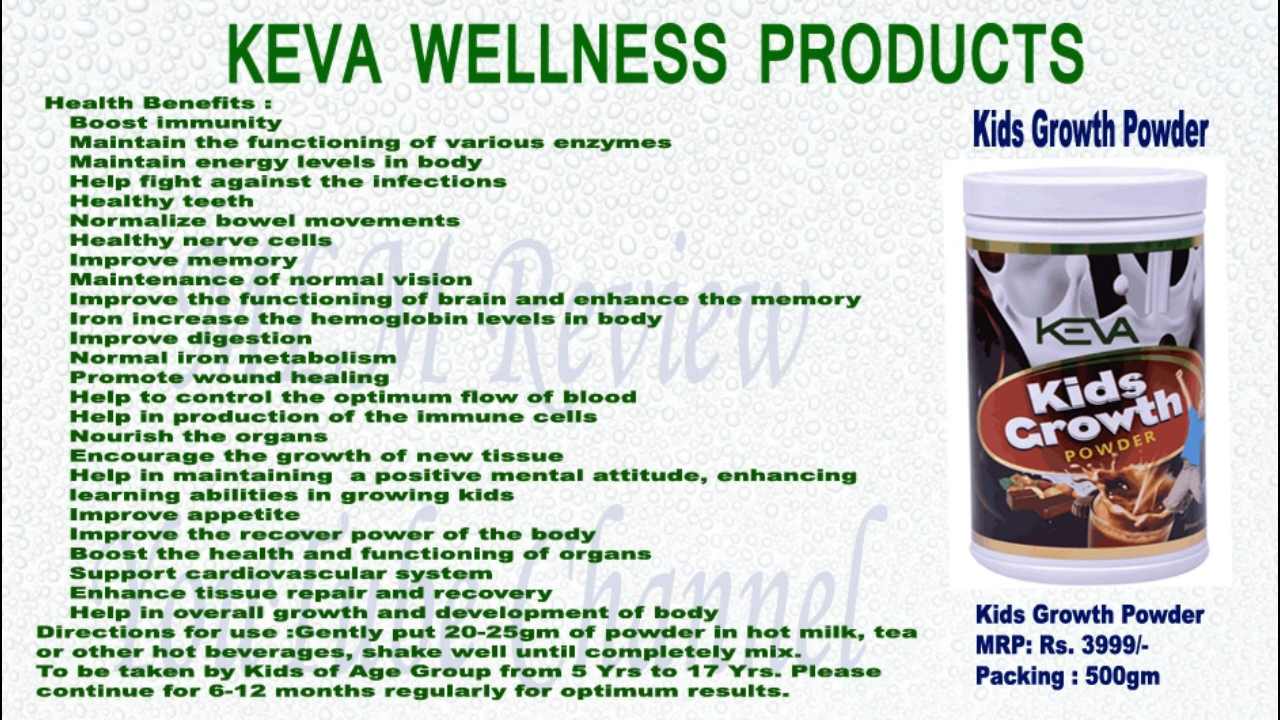 KEVA WELLNESS PRODUCTS
Health Benefits :
Boost immunity
Maintain the functioning of various enzymes
Maintain energy levels in body
Help fight against the infections
Healthy teeth
Normalize bowel movements
Healthy nerve cells
Improve memory
Maintenance of normal vision
Improve the functioning of brain and enhance the memory
Iron increase the hemoglobin levels in body
Improve digestion
Normal iron metabolism
Promote wound healing
Help to control the optimum flow of blood
Help in production of the immune cells
Nourish the organs
Encourage the growth of new tissue
Help in maintaining a positive mental attitude, enhancing
learning abilities in growing kids
Improve appetite
Improve the recover power of the body
Boost the health and functioning of organs
Support cardiovascular system
Enhance tissue repair and recovery
Help in overall growth and development of body
Directions for use :Gently put 20-25gm of powder in hot milk, tea
or other hot beverages, shake well until completely mix.
To be taken by Kids of Age Group from 5 Yrs to 17 Yrs. Please
continue for 6-12 months regularly for optimum results.
Kids Growth Powder
KEVA
Kids
Growth
POWDER
Kids Growth Powder
MRP: Rs. 3999/-
Packing : 500gm
MLM Review
YouTube Channel